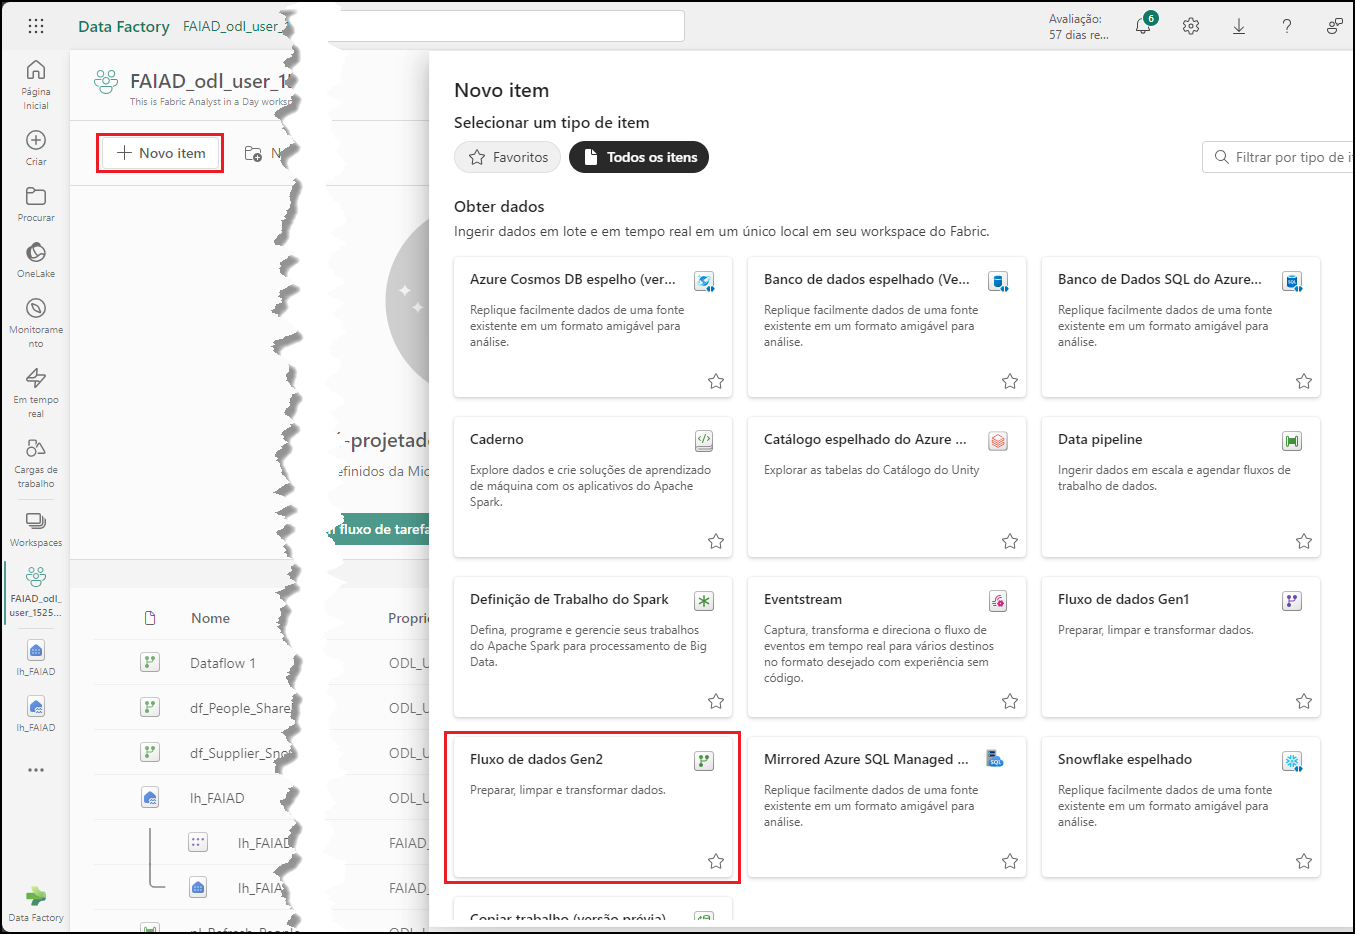 Data Factory
FAIAD_odl_user_1
Avaliação:
57 dias re...
6
Página
Inicial
Criar
Procurar
OneLake
Monitorame
nto
Em tempo
real
Cargas de
trabalho
Workspaces
FAIAD_odl_
user_1525...
lh_FAIAD
lh_FAIAD
Data Factory
FAIAD_odl_user_1
This is Fabric Analyst in a Day works
Novo item
N
-projetado
efinidos da Mic
fluxo de tarefa
Nome
Proprie
Dataflow 1
ODL_U
df_People_Share
ODL_U
df_Supplier_Sno
ODL_U
lh_FAIAD
ODL_U
lh_FAIAD
FAIAD_
lh_FAIA
FAIAD_
pl_Refresh_People
ODL_U
Novo item
Selecionar um tipo de item
Favoritos
Todos os itens
Filtrar por tipo de it
Obter dados
Ingerir dados em lote e em tempo real em um único local em seu workspace do Fabric.
Azure Cosmos DB espelho (ver...
Replique facilmente dados de uma fonte
existente em um formato amigável para
análise.
Banco de dados espelhado (Ve...
Replique facilmente dados de uma fonte
existente em um formato amigável para
análise.
Banco de Dados SQL do Azure...
Replique facilmente dados de uma fonte
existente em um formato amigável para
análise.
Caderno
Explore dados e crie soluções de aprendizado
de máquina com os aplicativos do Apache
Spark.
Catálogo espelhado do Azure ...
Explorar as tabelas do Catálogo do Unity
Data pipeline
Ingerir dados em escala e agendar fluxos de
trabalho de dados.
Definição de Trabalho do Spark
Defina, programe e gerencie seus trabalhos
do Apache Spark para processamento de Big
Data.
Eventstream
Captura, transforma e direciona o fluxo de
eventos em tempo real para vários destinos
no formato desejado com experiência sem
código.
Fluxo de dados Gen1
Preparar, limpar e transformar dados.
Fluxo de dados Gen2
Preparar, limpar e transformar dados.
Mirrored Azure SQL Managed ...
Replique facilmente dados de uma fonte
existente em um formato amigável para
análise.
Snowflake espelhado
Replique facilmente dados de uma fonte
existente em um formato amigável para
análise.
Copiar trabalho (versão prévia)